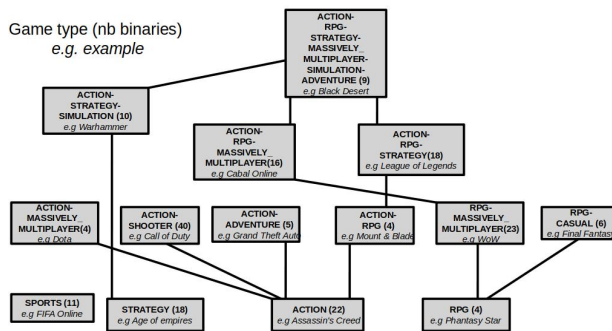 Game type (nb binaries)
e.g. example
ACTION-
RPG-
STRATEGY-
MASSIVELY_
MULTIPLAYER-
SIMULATION-
ADVENTURE (9)
e.g Black Desert
ACTION-
STRATEGY-
SIMULATION (10)
e.g Warhammer
ACTION-
RPG-
MASSIVELY_
MULTIPLAYER(16)
e.g Cabal Online
ACTION-
RPG-
STRATEGY(18)
e.g League of Legends
ACTION-
MASSIVELY_
MULTIPLAYER(4)
e.g Dota
ACTION-
SHOOTER (40)
e.g Call of Duty
ACTION-
ADVENTURE (5)
e.g Grand Theft Auto
ACTION-
RPG (4)
e.g Mount & Blade
RPG-
MASSIVELY_
MULTIPLAYER(23)
e.g WoW
RPG-
CASUAL (6)
e.g Final Fantasy
SPORTS (11)
e.g FIFA Online
STRATEGY (18)
e.g Age of empires
ACTION (22)
e.g Assassin's Creed
RPG (4)
e.g Phantasy Star